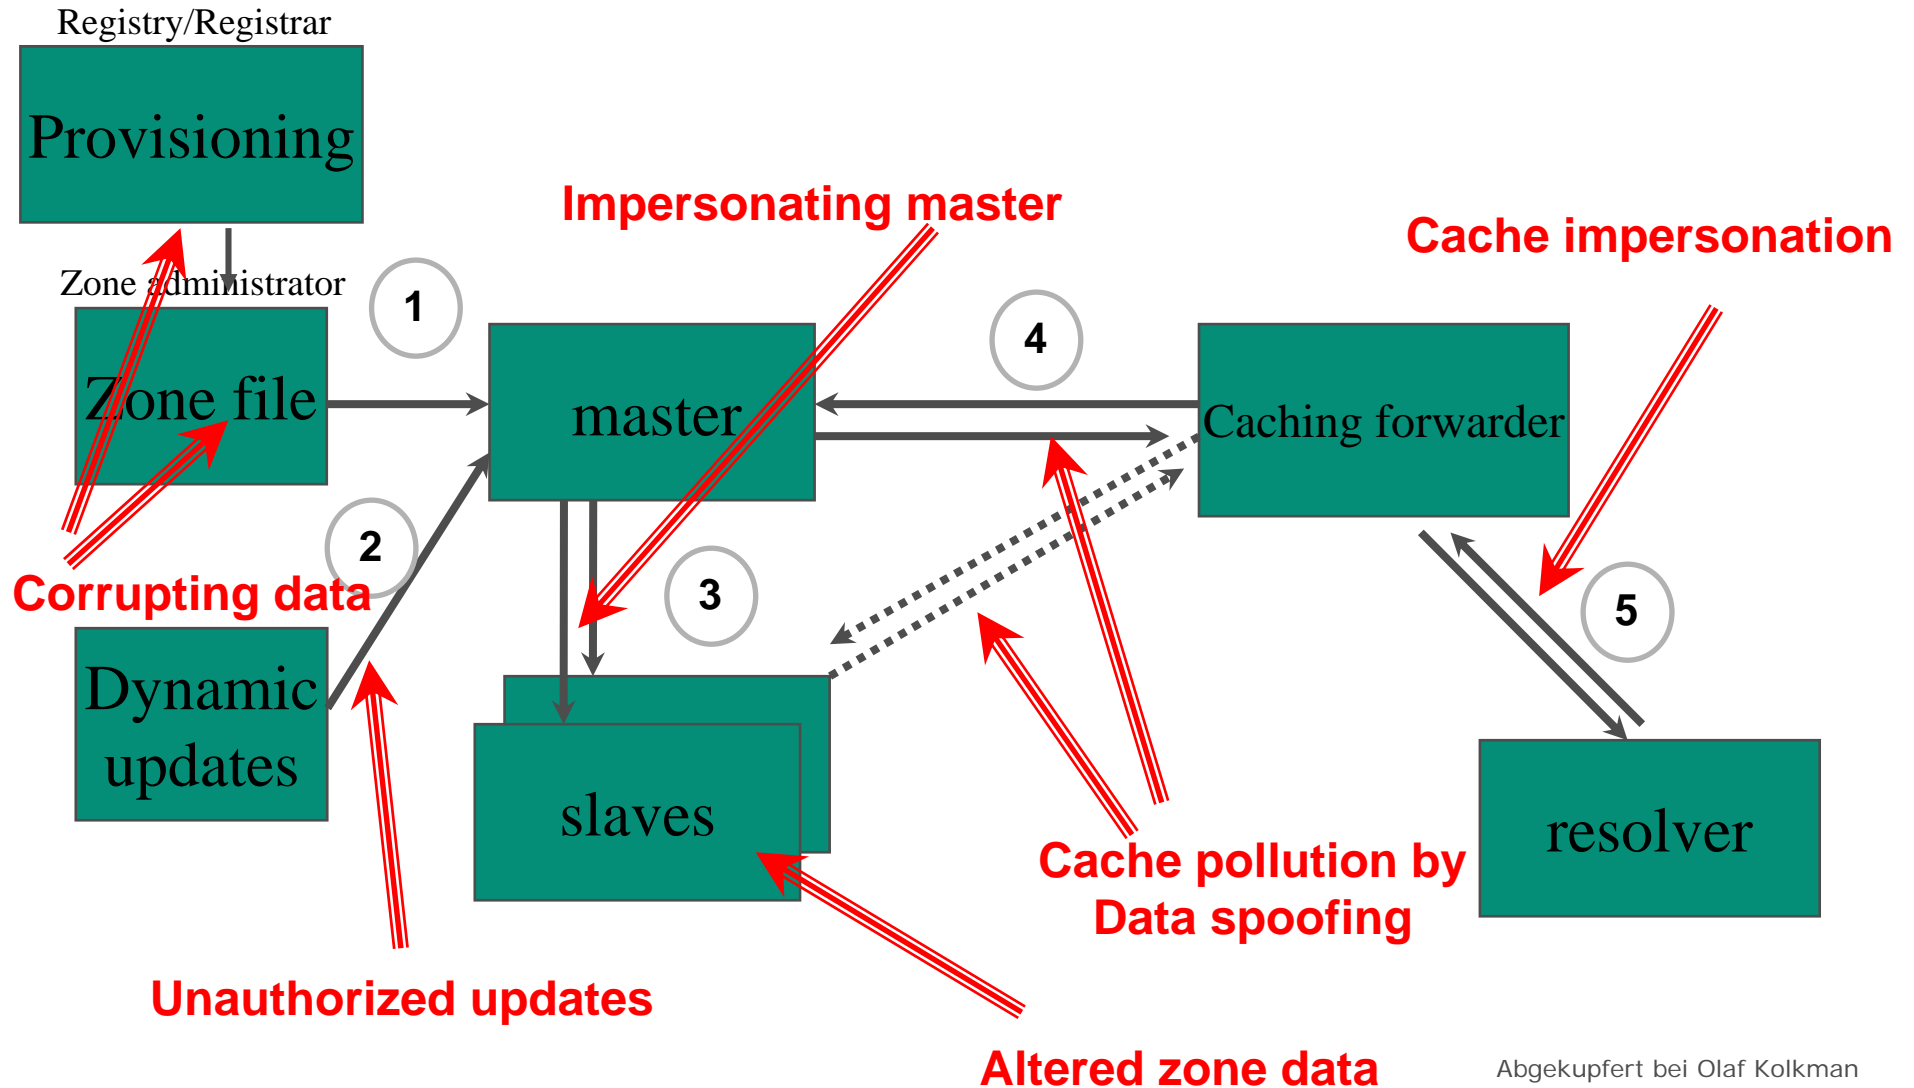 Registry/Registrar
Provisioning
Impersonating master
Cache impersonation
Zone administrator
1
Zone file
master
4
Caching forwarder
2
Corrupting data
3
5
Dynamic
updates
slaves
resolver
Cache pollution by
Data spoofing
Unauthorized updates
Altered zone data
Abgekupfert bei Olaf Kolkman